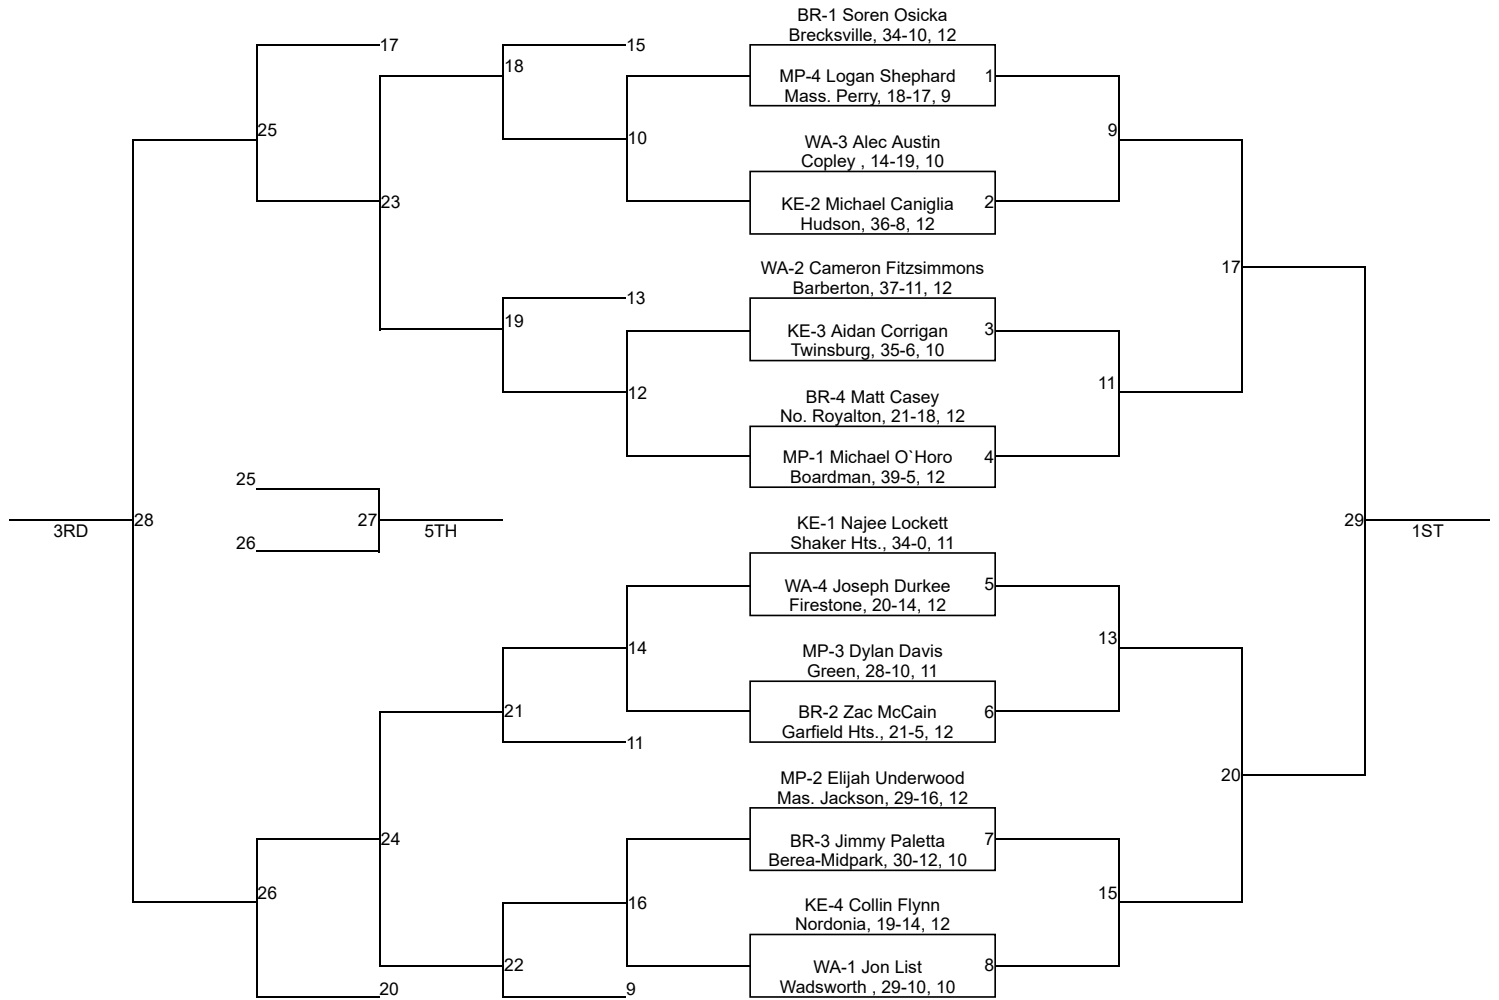 BR-1 Soren Osicka
Brecksville, 34-10, 12
17
15
18
MP-4 Logan Shephard
1
Mass. Perry, 18-17, 9
25
10
9
WA-3 Alec Austin
Copley , 14-19, 10
23
KE-2 Michael Caniglia
2
Hudson, 36-8, 12
WA-2 Cameron Fitzsimmons
17
Barberton, 37-11, 12
13
19
KE-3 Aidan Corrigan
3
Twinsburg, 35-6, 10
12
11
BR-4 Matt Casey
No. Royalton, 21-18, 12
MP-1 Michael O`Horo
4
Boardman, 39-5, 12
25
28
27
29
3RD
5TH
1ST
KE-1 Najee Lockett
26
Shaker Hts., 34-0, 11
WA-4 Joseph Durkee
5
Firestone, 20-14, 12
14
13
MP-3 Dylan Davis
Green, 28-10, 11
21
BR-2 Zac McCain
6
Garfield Hts., 21-5, 12
11
MP-2 Elijah Underwood
20
Mas. Jackson, 29-16, 12
24
BR-3 Jimmy Paletta
7
Berea-Midpark, 30-12, 10
26
16
15
KE-4 Collin Flynn
Nordonia, 19-14, 12
22
WA-1 Jon List
8
Wadsworth , 29-10, 10
20
9